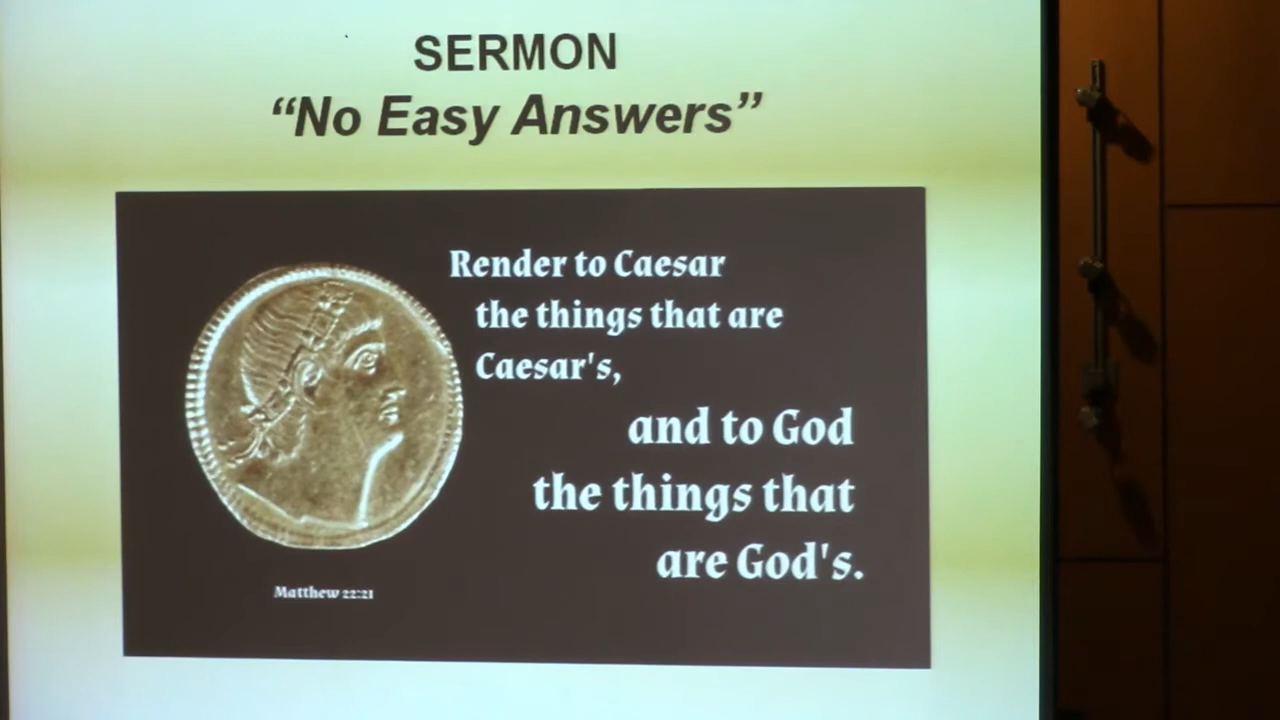 SERMON
“No Easy Answers”
Render to Caesar
the things that are
Caesar's,
and to God
the things that
are God's.
Matthew 22:21